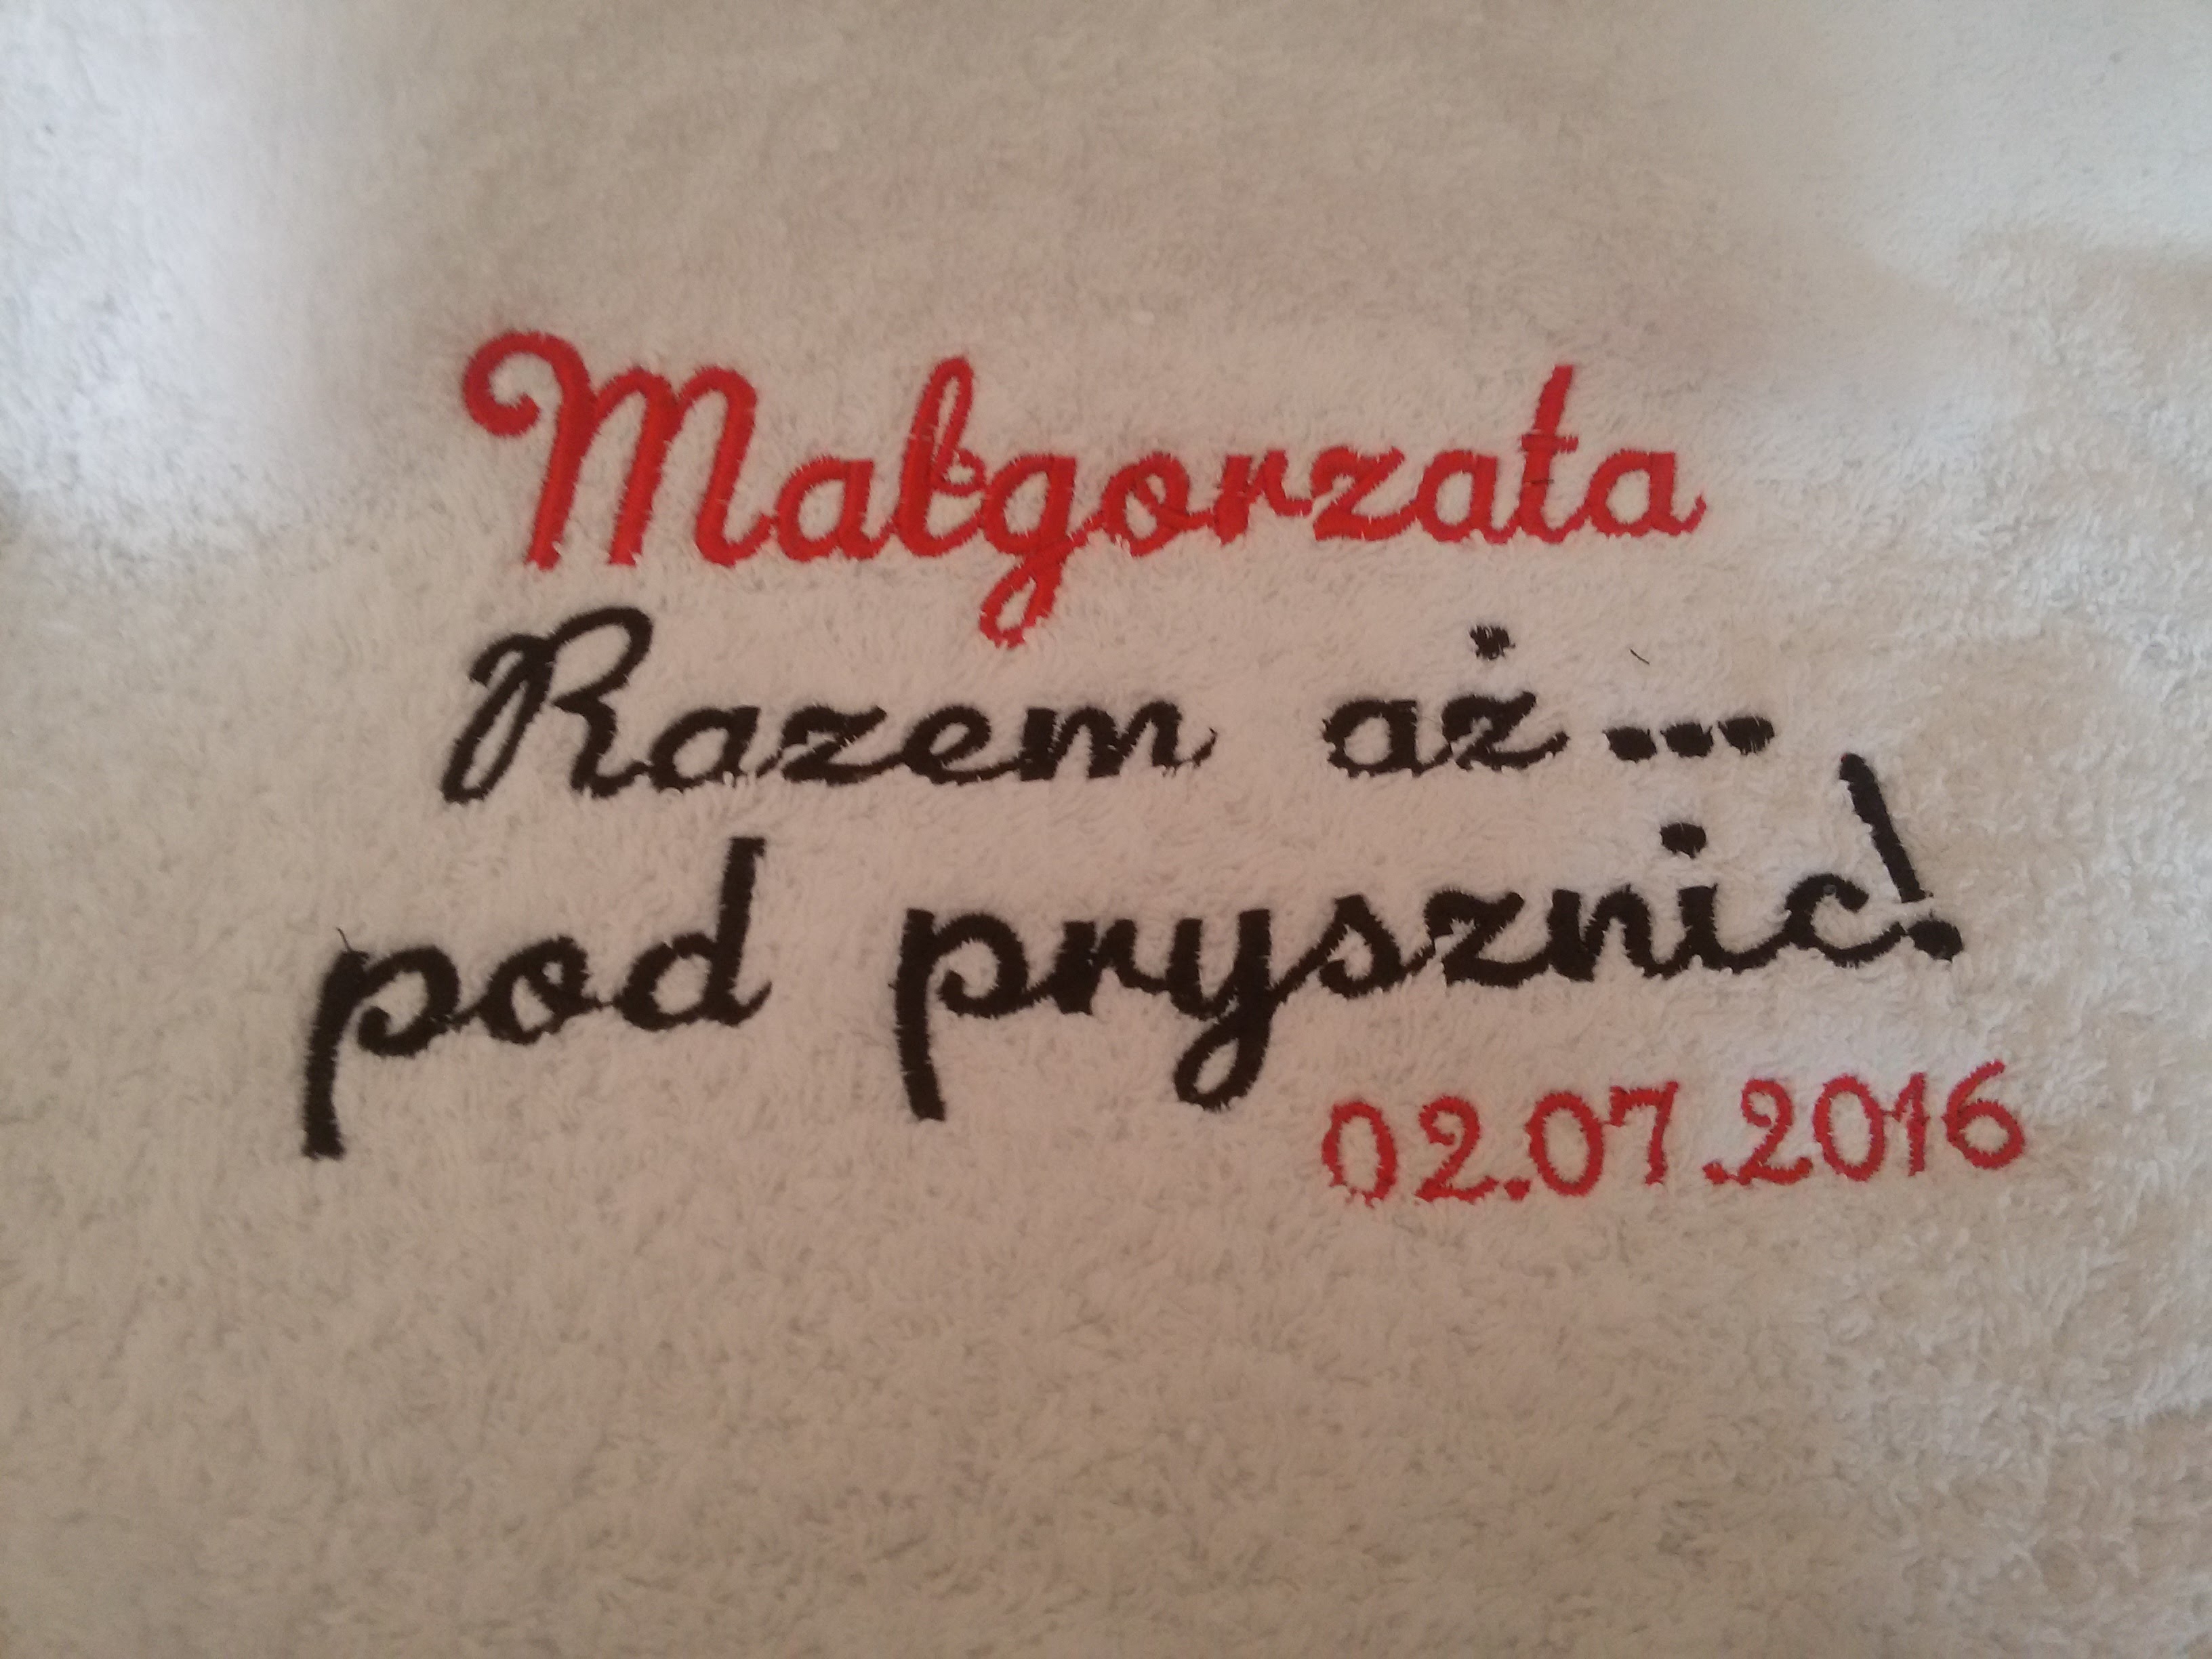 Małgorzata
Razem aż...
pod prysznic!
02.07.2016